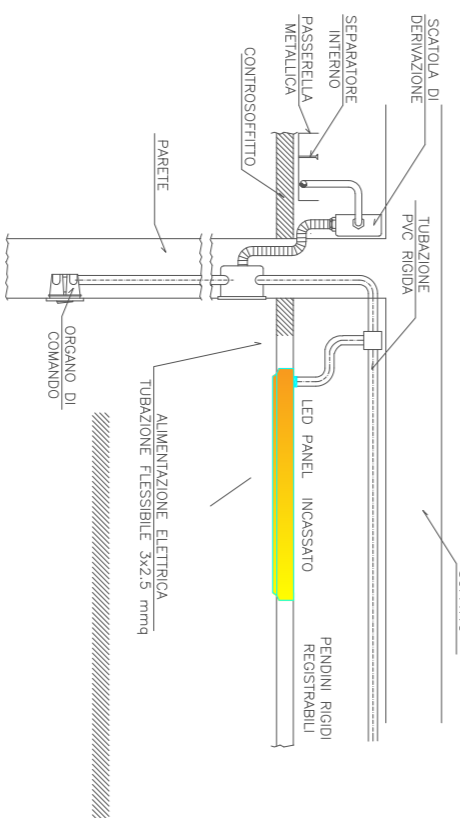 SCATOLA DI
DERIVAZIONE
SEPARATORE
INTERNO
PASSERELLA
METALLICA
CONTROSOFFITTO
PARETE
TUBAZIONE
PVC RIGIDA
ORGANO DI
COMANDO
LED PANEL INCASSATO
ALIMENTAZIONE ELETTRICA
TUBAZIONE FLESSIBILE 3x2.5 mmq
PENDINI RIGIDI
REGISTRABILI